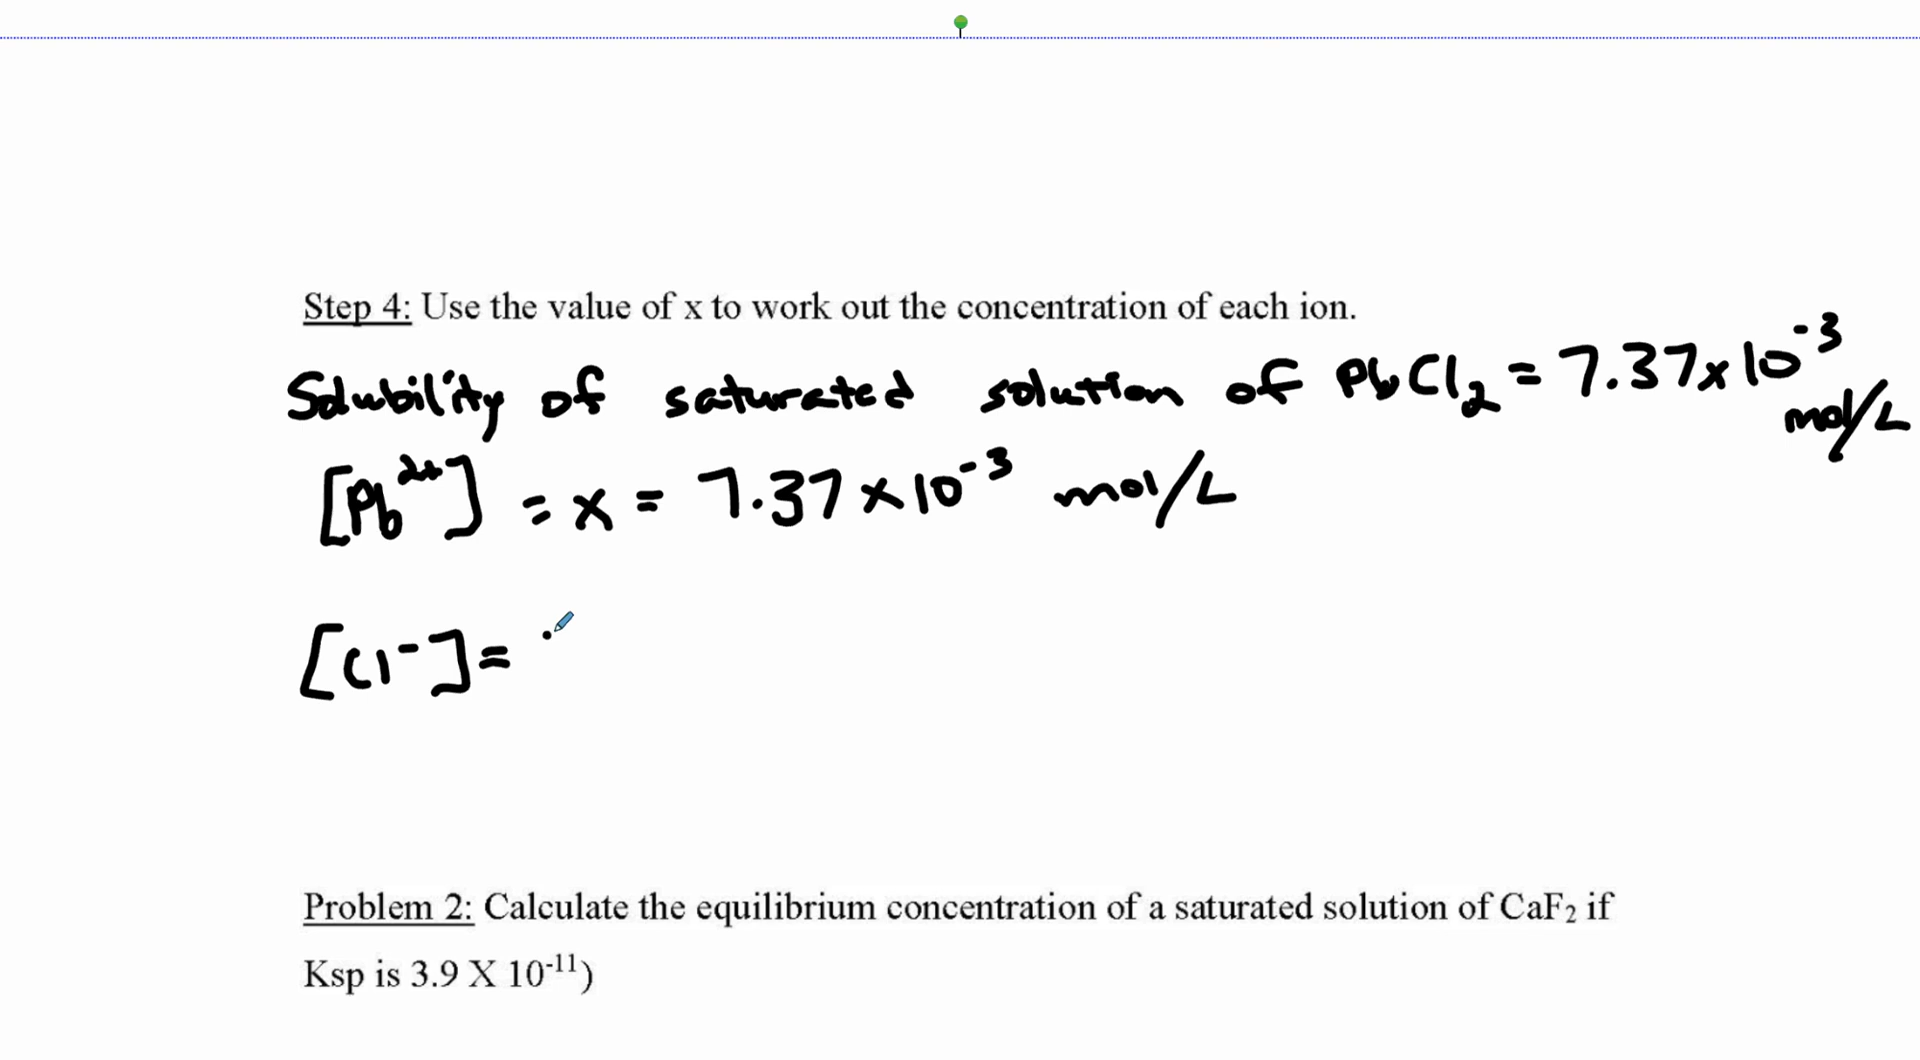 Step 4: Use the value of x to work out the concentration of each ion.
Solubility of saturated solution of PbCl₂ = 7.37x10⁻³
mol/L
[Pb²⁺] = x = 7.37x10⁻³ mol/L
[Cl⁻]=
Problem 2: Calculate the equilibrium concentration of a saturated solution of CaF₂ if
Ksp is 3.9 X 10⁻¹¹)